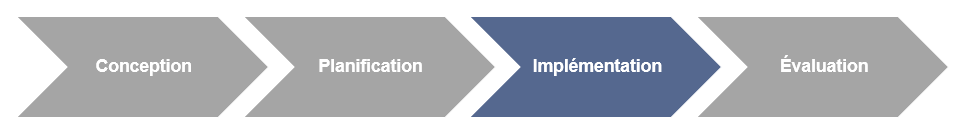 Conception
Planification
Implémentation
Évaluation